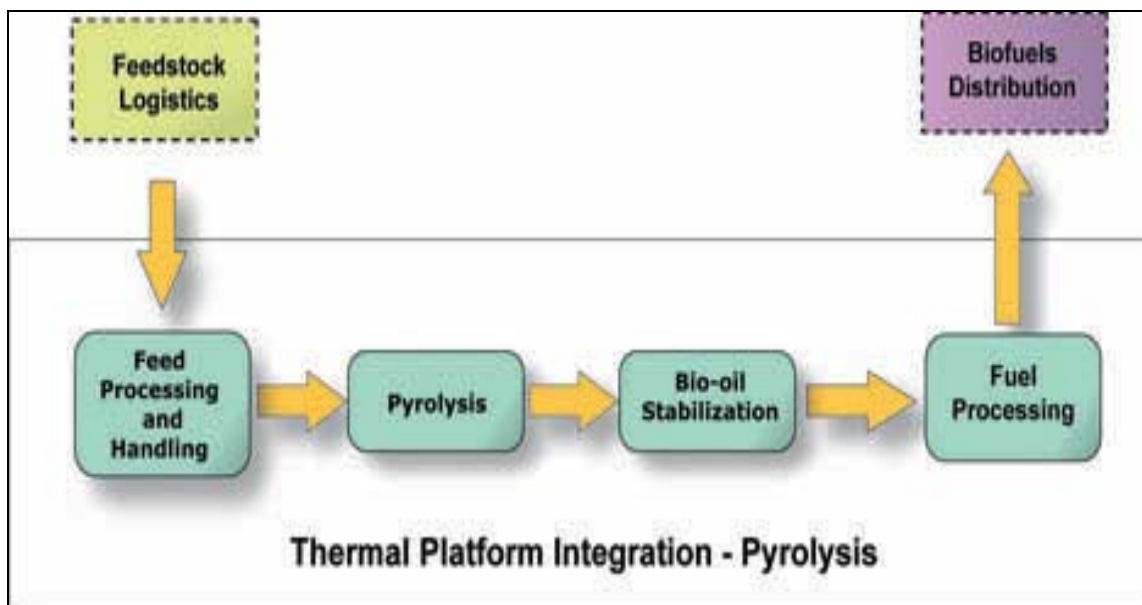 Feedstock
Logistics
Biofuels
Distribution
Feed
Processing
and
Handling
Pyrolysis
Bio-oil
Stabilization
Fuel
Processing
Thermal Platform Integration - Pyrolysis